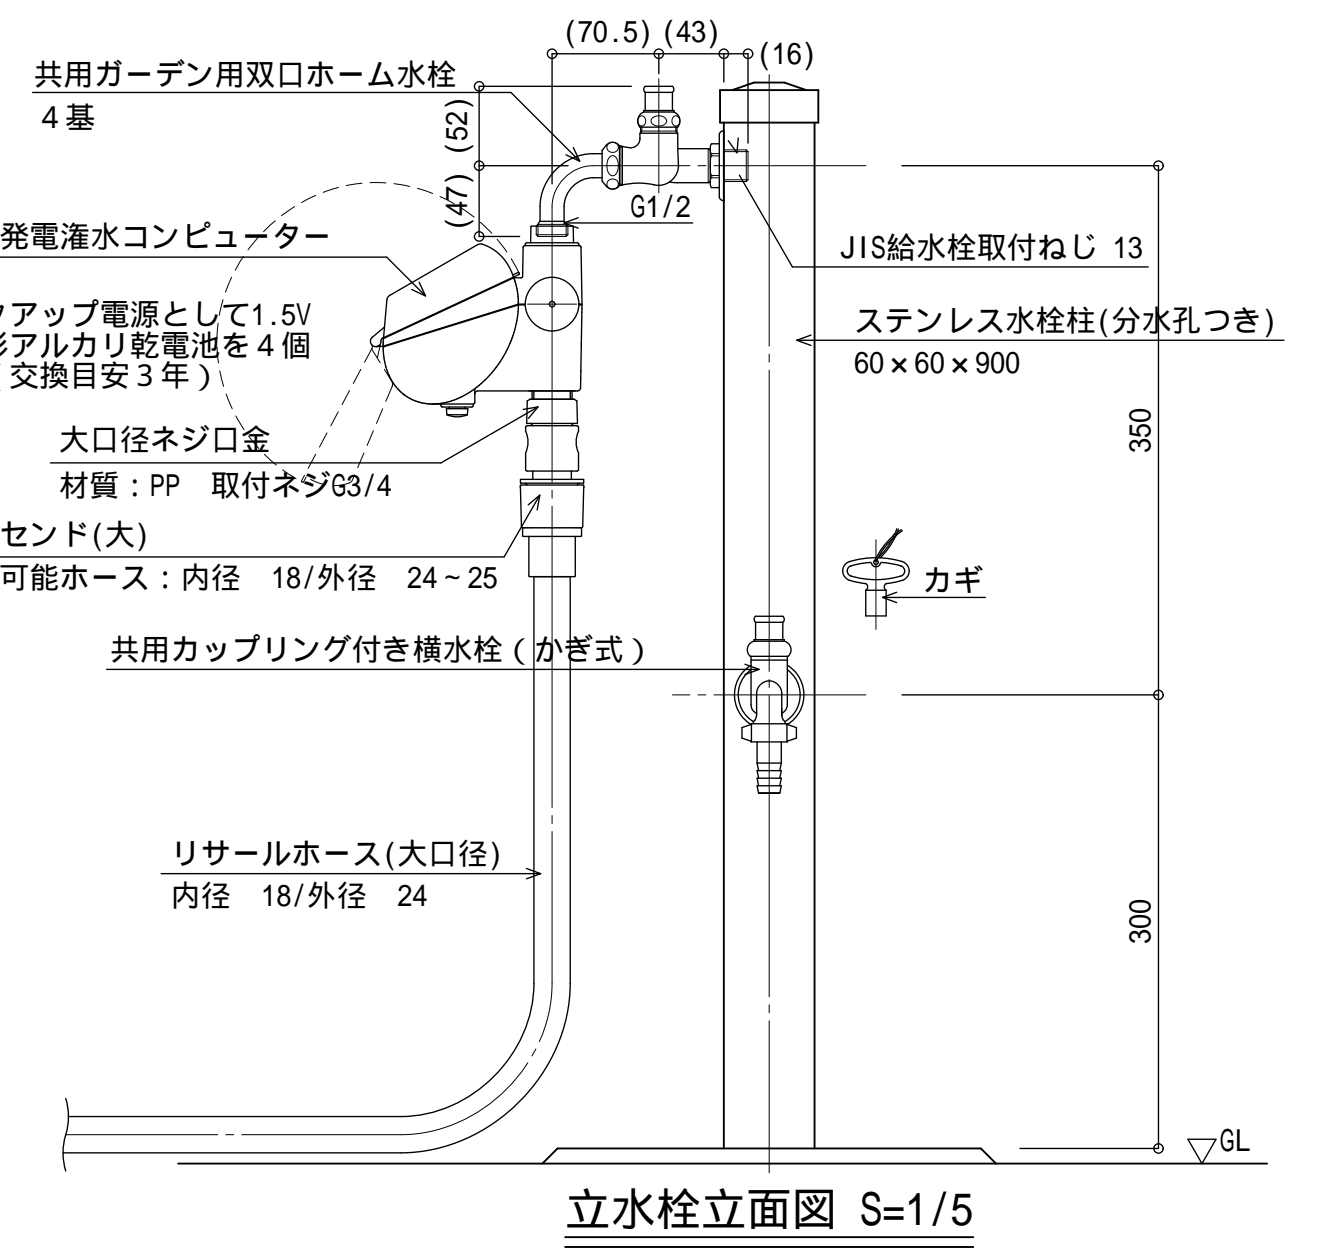 (70.5)
(43)
(16)
共用ガーデン用双口ホーム水栓
４基
(52)
(47)
G1/2
発電潅水コンピューター
JIS給水栓取付ねじ 13
クアップ電源として1.5V
形アルカリ乾電池を４個
（交換目安３年）
ステンレス水栓柱(分水孔つき)
60×60×900
350
大口径ネジ口金
材質：PP　取付ネジG3/4
センド(大)
可能ホース：内径　18/外径　24~25
カギ
共用カップリング付き横水栓（かぎ式）
リサールホース(大口径)
内径　18/外径　24
300
GL
立水栓立面図 S=1/5